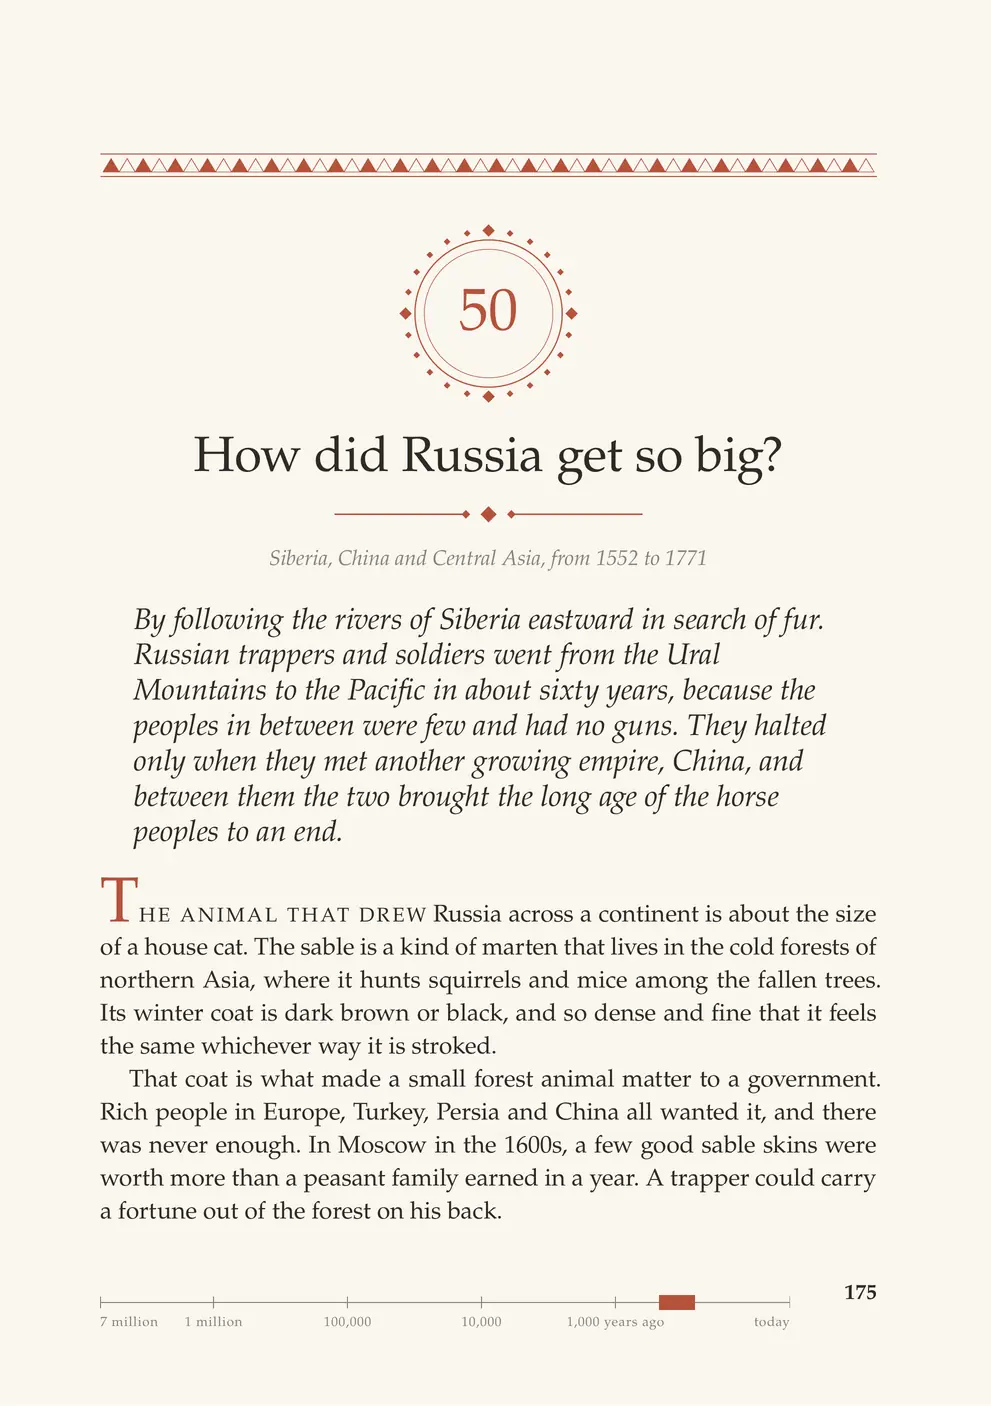 50
How did Russia get so big?
Siberia, China and Central Asia, from 1552 to 1771
By following the rivers of Siberia eastward in search of fur.
Russian trappers and soldiers went from the Ural
Mountains to the Pacific in about sixty years, because the
peoples in between were few and had no guns. They halted
only when they met another growing empire, China, and
between them the two brought the long age of the horse
peoples to an end.
THE ANIMAL THAT DREW Russia across a continent is about the size
of a house cat. The sable is a kind of marten that lives in the cold forests of
northern Asia, where it hunts squirrels and mice among the fallen trees.
Its winter coat is dark brown or black, and so dense and fine that it feels
the same whichever way it is stroked.
That coat is what made a small forest animal matter to a government.
Rich people in Europe, Turkey, Persia and China all wanted it, and there
was never enough. In Moscow in the 1600s, a few good sable skins were
worth more than a peasant family earned in a year. A trapper could carry
a fortune out of the forest on his back.
175
7 million 1 million 100,000 10,000 1,000 years ago today